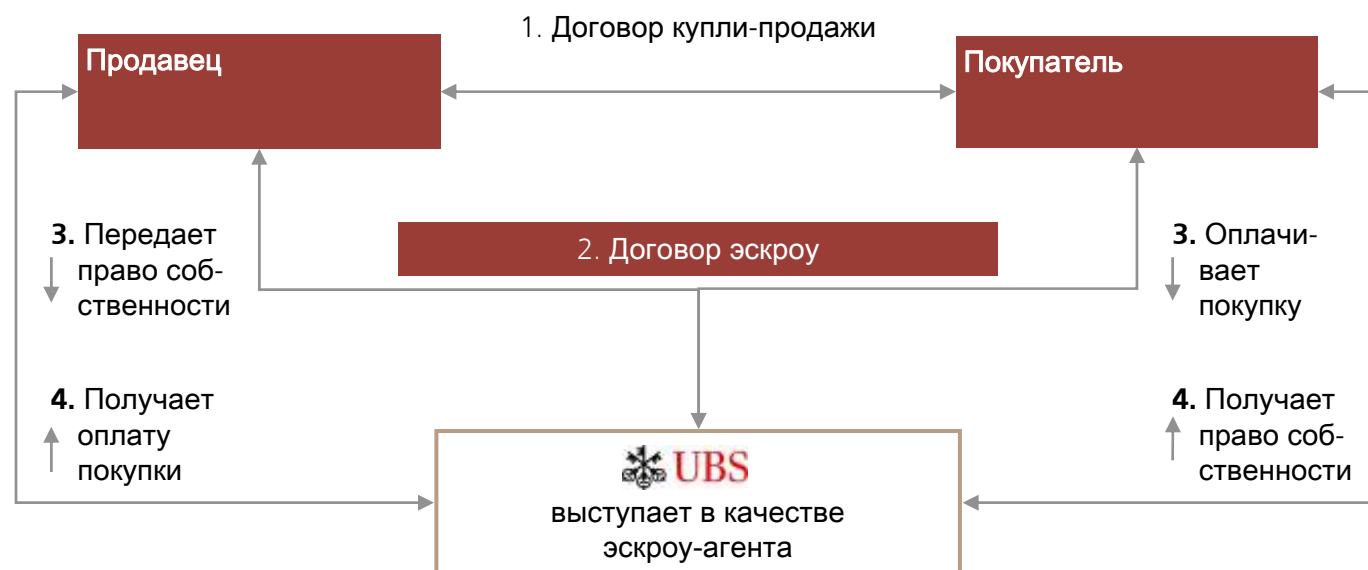 1. Договор купли-продажи
Продавец
Покупатель
3. Передает
право соб-
ственности
2. Договор эскроу
3. Оплачи-
вает
покупку
4. Получает
оплату
покупки
4. Получает
право соб-
ственности
UBS
выступает в качестве
эскроу-агента